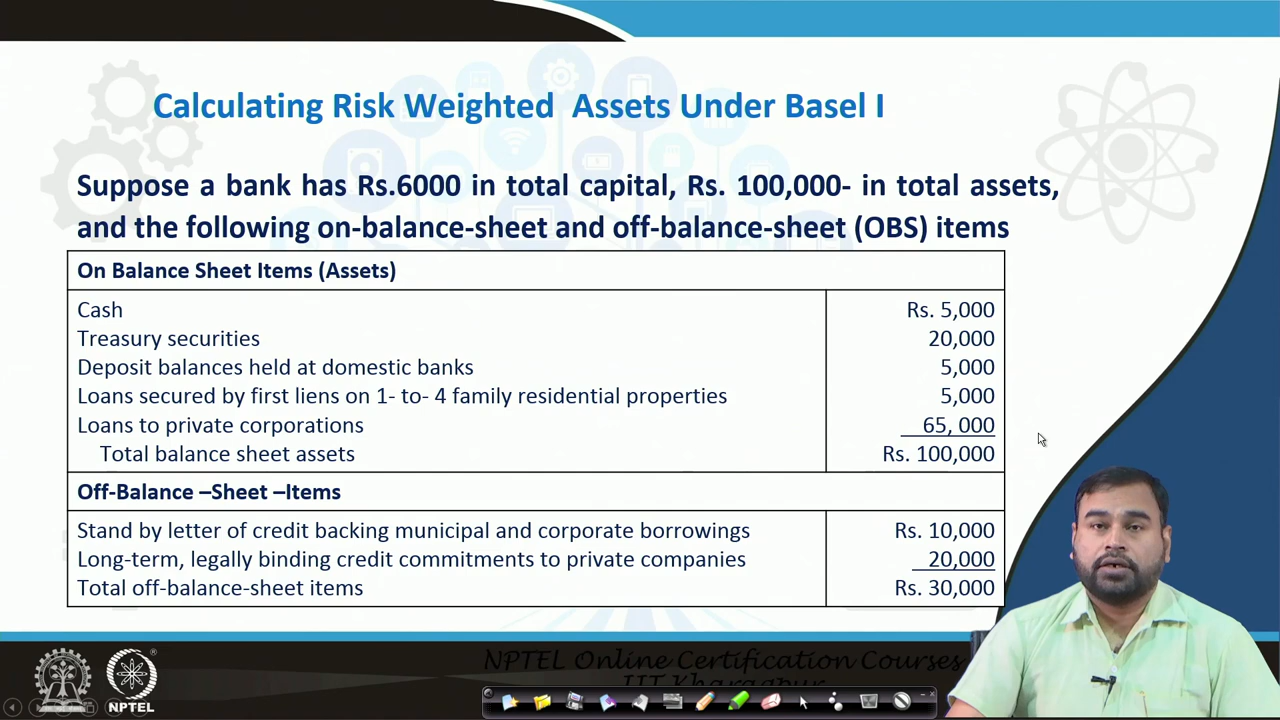 Calculating Risk Weighted Assets Under Basel I
Suppose a bank has Rs.6000 in total capital, Rs. 100,000- in total assets,
and the following on-balance-sheet and off-balance-sheet (OBS) items
On Balance Sheet Items (Assets)
Cash Rs. 5,000
Treasury securities 20,000
Deposit balances held at domestic banks 5,000
Loans secured by first liens on 1- to- 4 family residential properties 5,000
Loans to private corporations 65, 000
Total balance sheet assets Rs. 100,000
Off-Balance –Sheet –Items
Stand by letter of credit backing municipal and corporate borrowings Rs. 10,000
Long-term, legally binding credit commitments to private companies 20,000
Total off-balance-sheet items Rs. 30,000
NPTEL Online Certification Courses
IIT Kharagpur
NPTEL